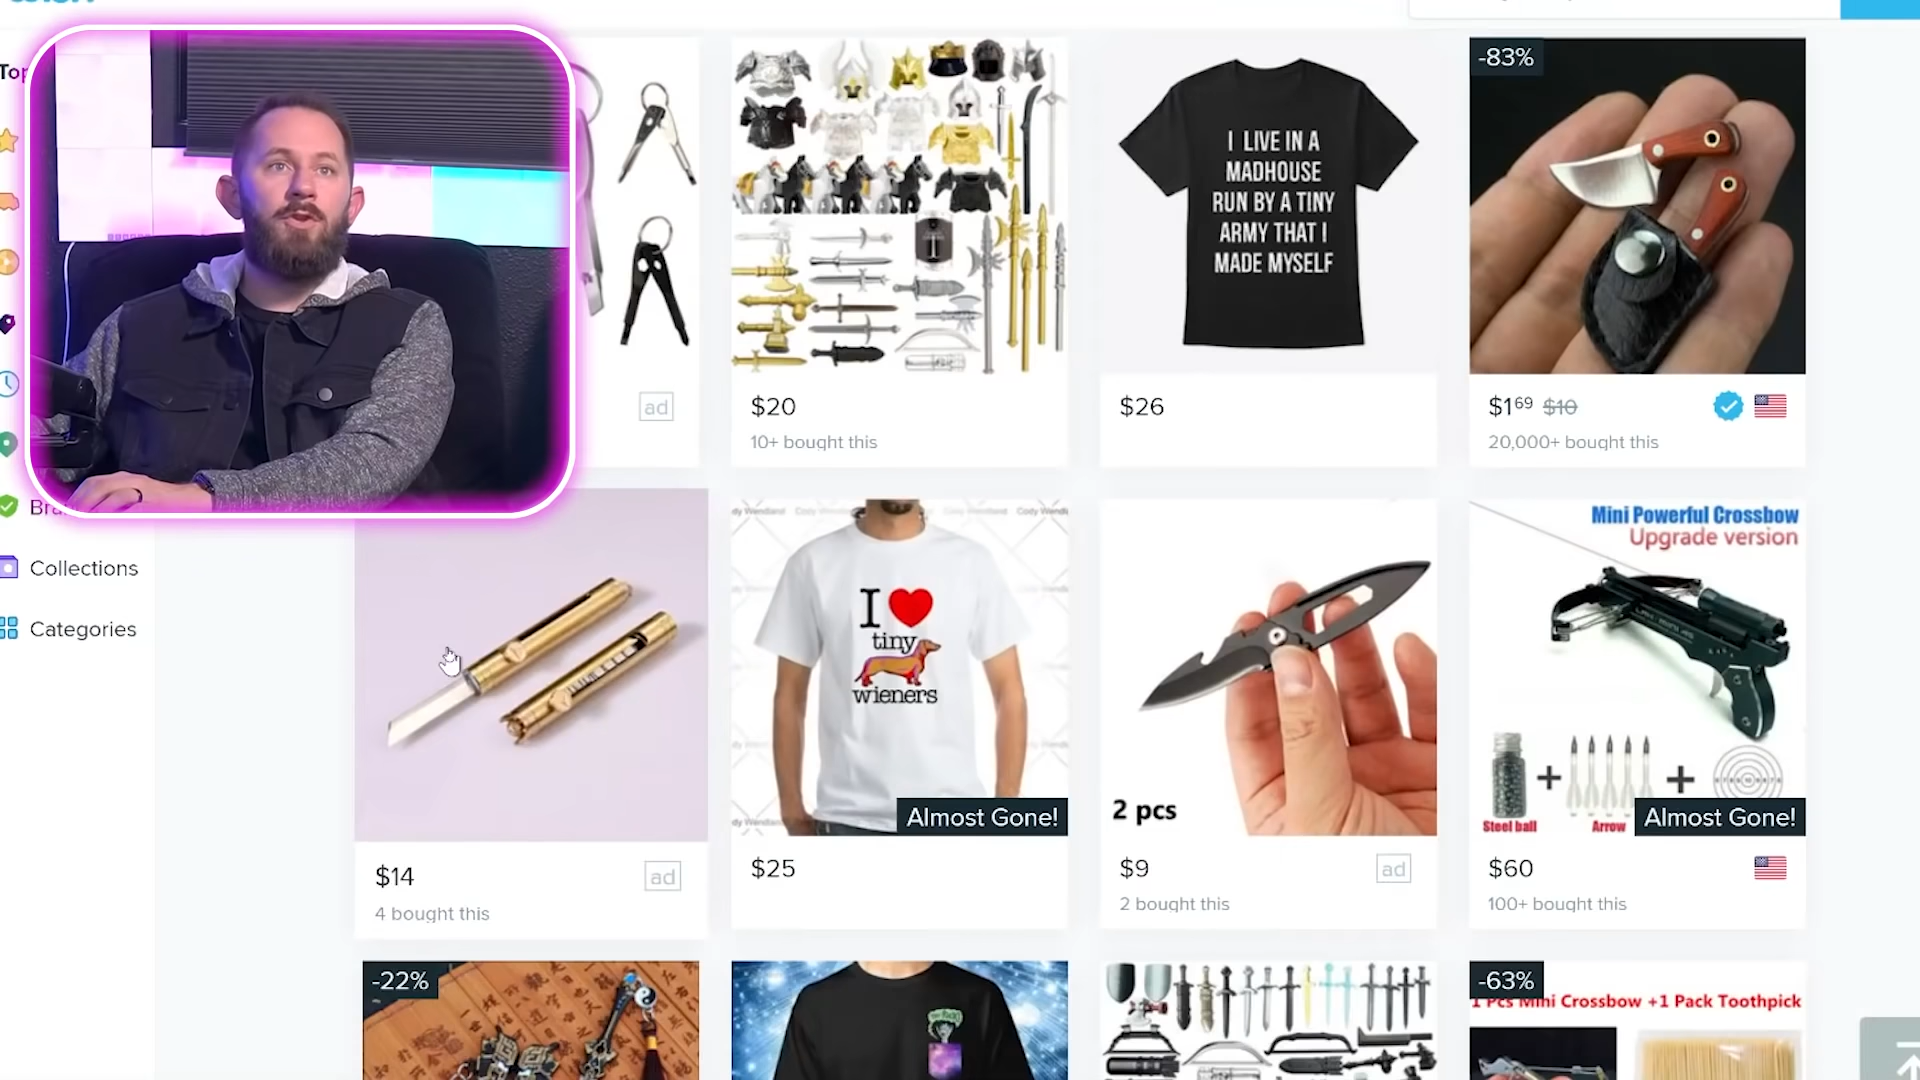 Top
-83%
I LIVE IN A
MADHOUSE
RUN BY A TINY
ARMY THAT I
MADE MYSELF
ad
$20
10+ bought this
$26
$1⁶⁹ $10
20,000+ bought this
Collections
Categories
I
tiny
wieners
Almost Gone!
2 pcs
Mini Powerful Crossbow
Upgrade version
+
+
Steel ball
Arrow
Almost Gone!
$14
ad
4 bought this
$25
$9
ad
2 bought this
$60
100+ bought this
-22%
-63%
1 Pcs Mini Crossbow +1 Pack Toothpick